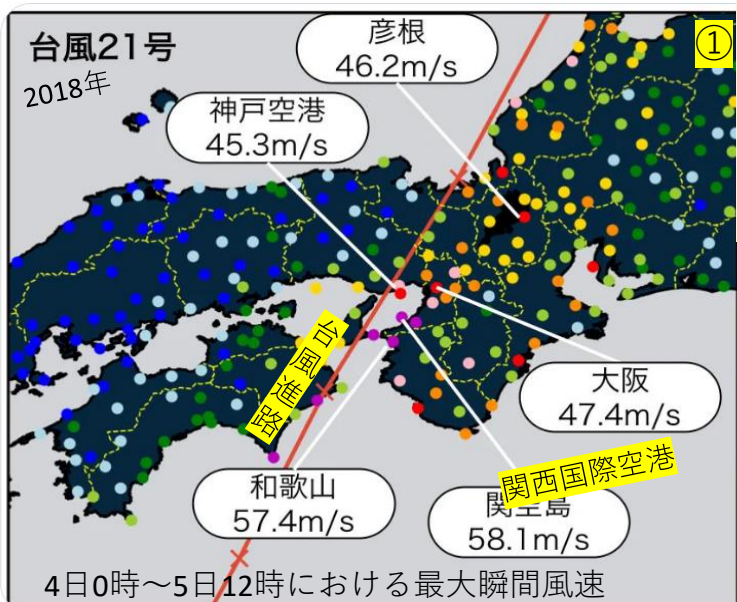 台風21号
2018年
彦根
46.2m/s
①
神戸空港
45.3m/s
台風進路
大阪
47.4m/s
関西国際空港
和歌山
57.4m/s
関空島
58.1m/s
4日0時～5日12時における最大瞬間風速